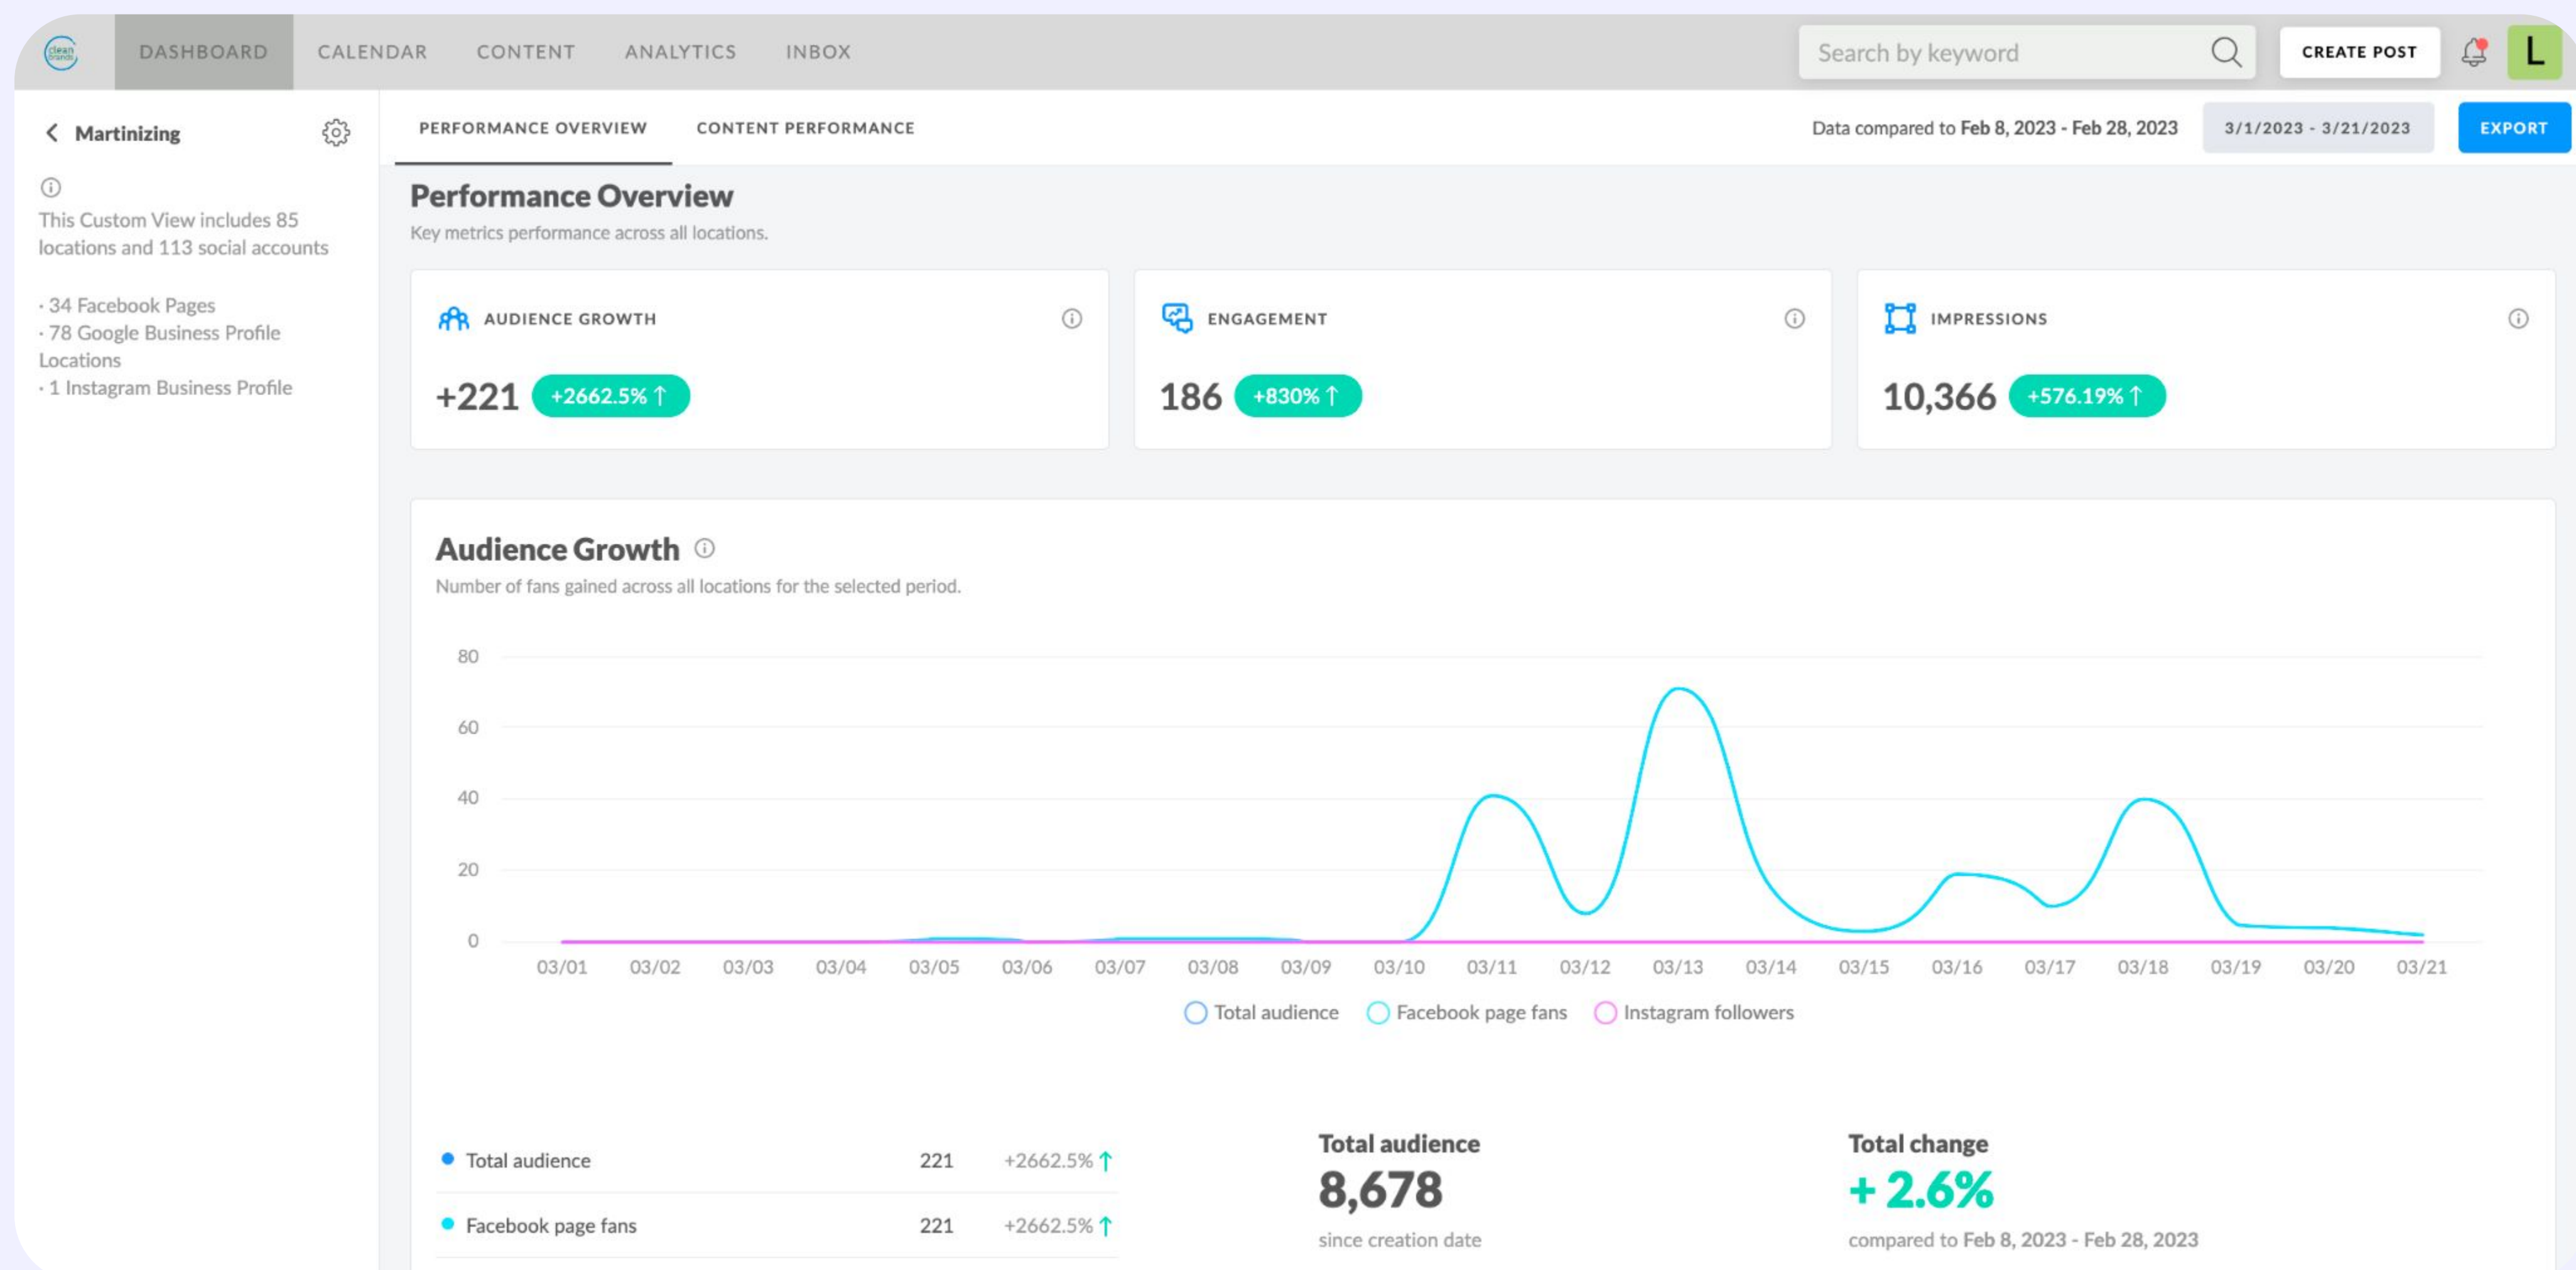 clean brands
DASHBOARD
CALENDAR
CONTENT
ANALYTICS
INBOX
Search by keyword
CREATE POST
L
Martinizing
This Custom View includes 85
locations and 113 social accounts
· 34 Facebook Pages
· 78 Google Business Profile
Locations
· 1 Instagram Business Profile
PERFORMANCE OVERVIEW
CONTENT PERFORMANCE
Data compared to Feb 8, 2023 - Feb 28, 2023
3/1/2023 - 3/21/2023
EXPORT
Performance Overview
Key metrics performance across all locations.
AUDIENCE GROWTH
+221 +2662.5% ↑
ENGAGEMENT
186 +830% ↑
IMPRESSIONS
10,366 +576.19% ↑
Audience Growth
Number of fans gained across all locations for the selected period.
80
60
40
20
0
03/01 03/02 03/03 03/04 03/05 03/06 03/07 03/08 03/09 03/10 03/11 03/12 03/13 03/14 03/15 03/16 03/17 03/18 03/19 03/20 03/21
Total audience Facebook page fans Instagram followers
Total audience 221 +2662.5% ↑
Facebook page fans 221 +2662.5% ↑
Total audience
8,678
since creation date
Total change
+ 2.6%
compared to Feb 8, 2023 - Feb 28, 2023